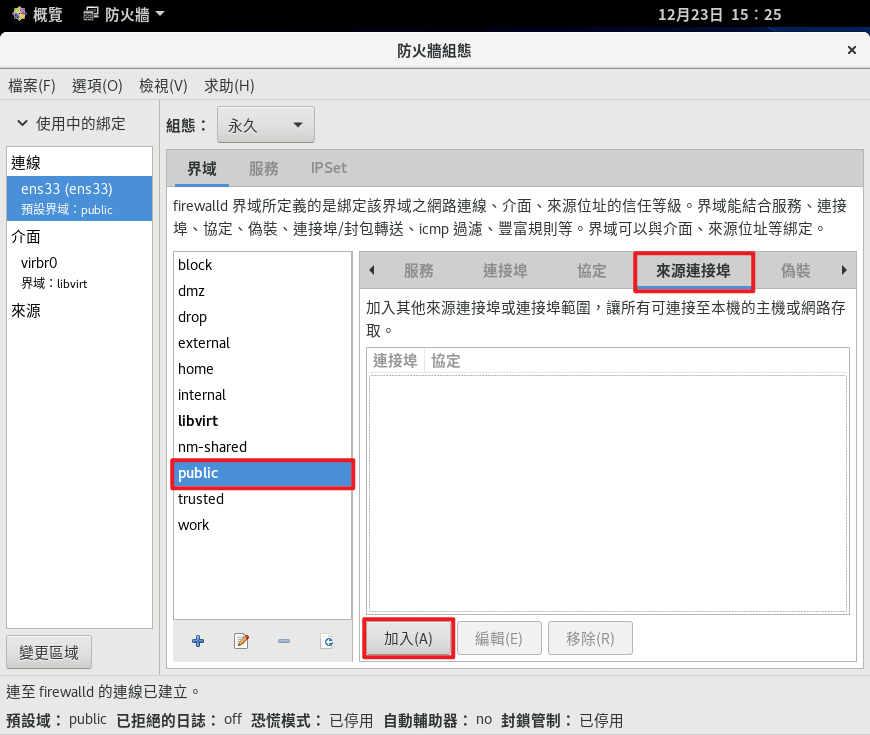 概覽 防火牆 12月23日 15：25
防火牆組態
檔案(F) 選項(O) 檢視(V) 求助(H)
使用中的綁定
連線
ens33 (ens33)
預設界域：public
介面
virbr0
界域：libvirt
來源
變更區域
組態： 永久
界域 服務 IPSet
firewalld 界域所定義的是綁定該界域之網路連線、介面、來源位址的信任等級。界域能結合服務、連接
埠、協定、偽裝、連接埠/封包轉送、icmp 過濾、豐富規則等。界域可以與介面、來源位址等綁定。
block
dmz
drop
external
home
internal
libvirt
nm-shared
public
trusted
work
服務 連接埠 協定 來源連接埠 偽裝
加入其他來源連接埠或連接埠範圍，讓所有可連接至本機的主機或網路存
取。
連接埠 協定
加入(A) 編輯(E) 移除(R)
連至 firewalld 的連線已建立。
預設域： public 已拒絕的日誌： off 恐慌模式： 已停用 自動輔助器： no 封鎖管制： 已停用